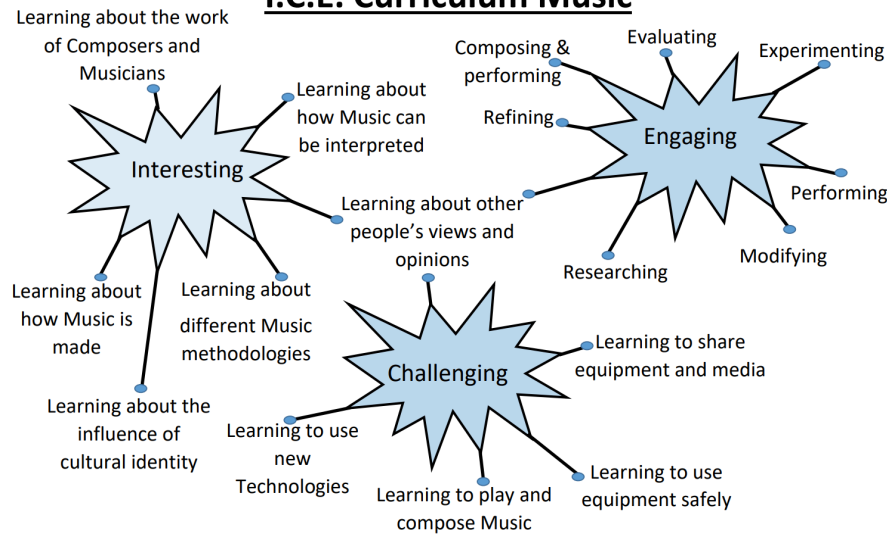 I.C.E. Curriculum Music
Learning about the work
of Composers and
Musicians
Learning about
how Music can
be interpreted
Interesting
Learning about other
people's views and
opinions
Learning about
how Music is
made
Learning about
different Music
methodologies
Learning about the
influence of
cultural identity
Composing &
performing
Evaluating
Experimenting
Refining
Engaging
Performing
Modifying
Researching
Challenging
Learning to share
equipment and media
Learning to use
new
Technologies
Learning to play and
compose Music
Learning to use
equipment safely